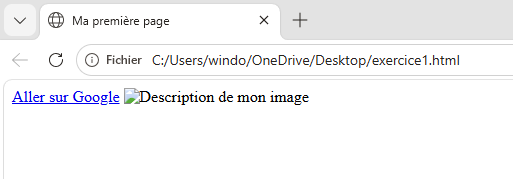 Ma première page
Fichier C:/Users/windo/OneDrive/Desktop/exercice1.html
Aller sur Google Description de mon image